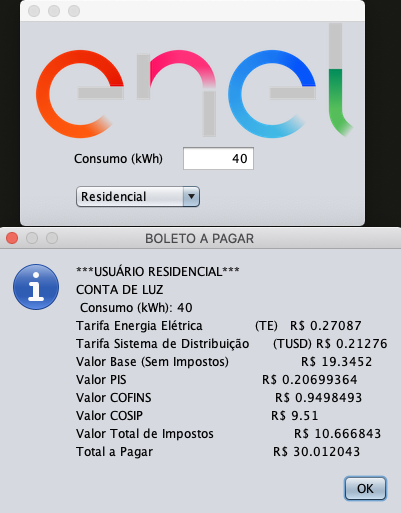 enel
Consumo (kWh) 40
Residencial
BOLETO A PAGAR
***USUÁRIO RESIDENCIAL***
CONTA DE LUZ
Consumo (kWh): 40
Tarifa Energia Elétrica (TE) R$ 0.27087
Tarifa Sistema de Distribuição (TUSD) R$ 0.21276
Valor Base (Sem Impostos) R$ 19.3452
Valor PIS R$ 0.20699364
Valor COFINS R$ 0.9498493
Valor COSIP R$ 9.51
Valor Total de Impostos R$ 10.666843
Total a Pagar R$ 30.012043
OK